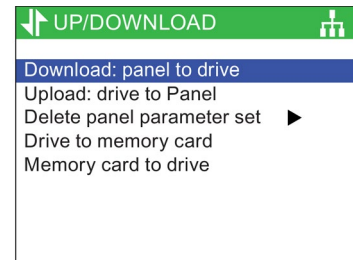 UP/DOWNLOAD
Download: panel to drive
Upload: drive to Panel
Delete panel parameter set
Drive to memory card
Memory card to drive